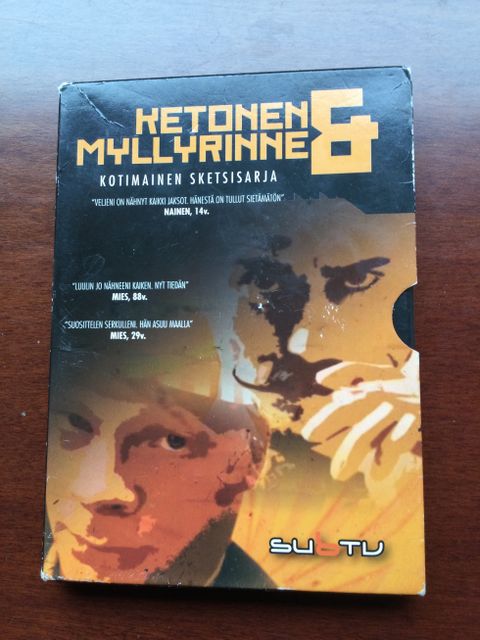 KETONEN &
MYLLYRINNE
KOTIMAINEN SKETSISARJA
"VELJENI ON NÄHNYT KAIKKI JAKSOT. HÄNESTÄ ON TULLUT SIETÄMÄTÖN"
NAINEN, 14v.
"LUULIN JO NÄHNEENI KAIKEN. NYT TIEDÄN"
MIES, 88v.
"SUOSITTELEN SERKULLENI. HÄN ASUU MAALLA"
MIES, 29v.
SUbTV